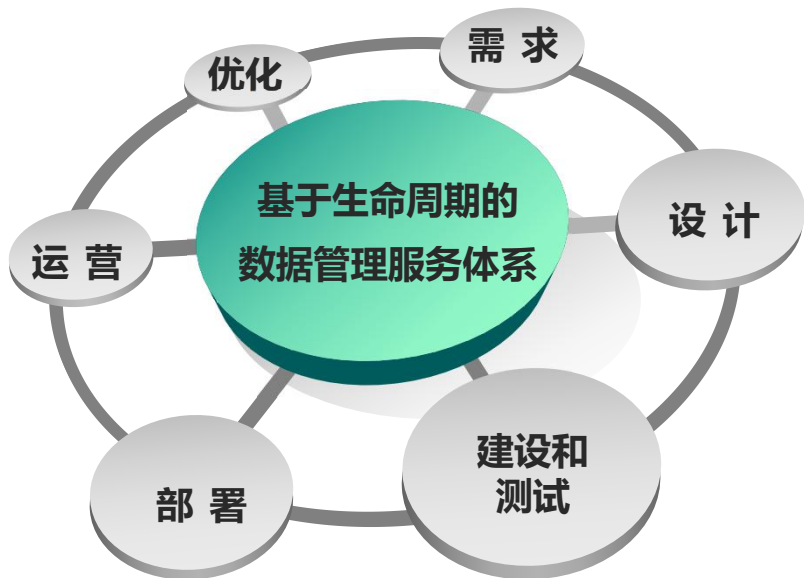 需 求
优化
基于生命周期的
数据管理服务体系
设 计
运 营
建设和
测试
部 署